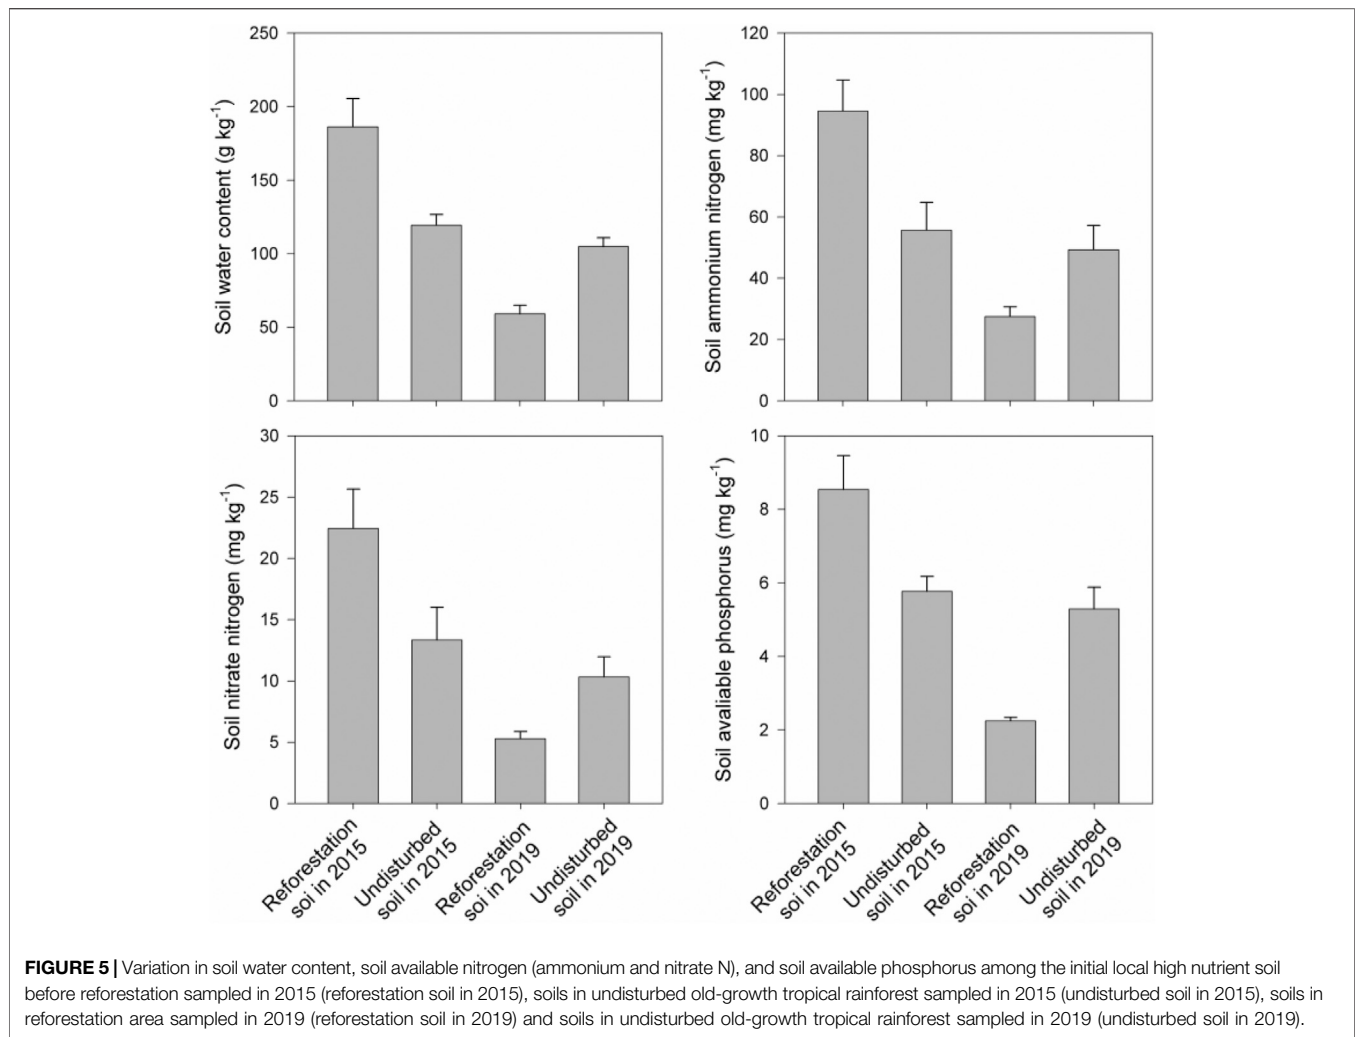 250
200
150
100
50
0
Soil water content (g kg⁻¹)
120
100
80
60
40
20
0
Soil ammonium nitrogen (mg kg⁻¹)
30
25
20
15
10
5
0
Soil nitrate nitrogen (mg kg⁻¹)
Reforestation
soi in 2015
Undisturbed
soil in 2015
Reforestation
soi in 2019
Undisturbed
soil in 2019
10
8
6
4
2
0
Soil avaliable phosphorus (mg kg⁻¹)
Reforestation
soi in 2015
Undisturbed
soil in 2015
Reforestation
soi in 2019
Undisturbed
soil in 2019
FIGURE 5 | Variation in soil water content, soil available nitrogen (ammonium and nitrate N), and soil available phosphorus among the initial local high nutrient soil
before reforestation sampled in 2015 (reforestation soil in 2015), soils in undisturbed old-growth tropical rainforest sampled in 2015 (undisturbed soil in 2015), soils in
reforestation area sampled in 2019 (reforestation soil in 2019) and soils in undisturbed old-growth tropical rainforest sampled in 2019 (undisturbed soil in 2019).